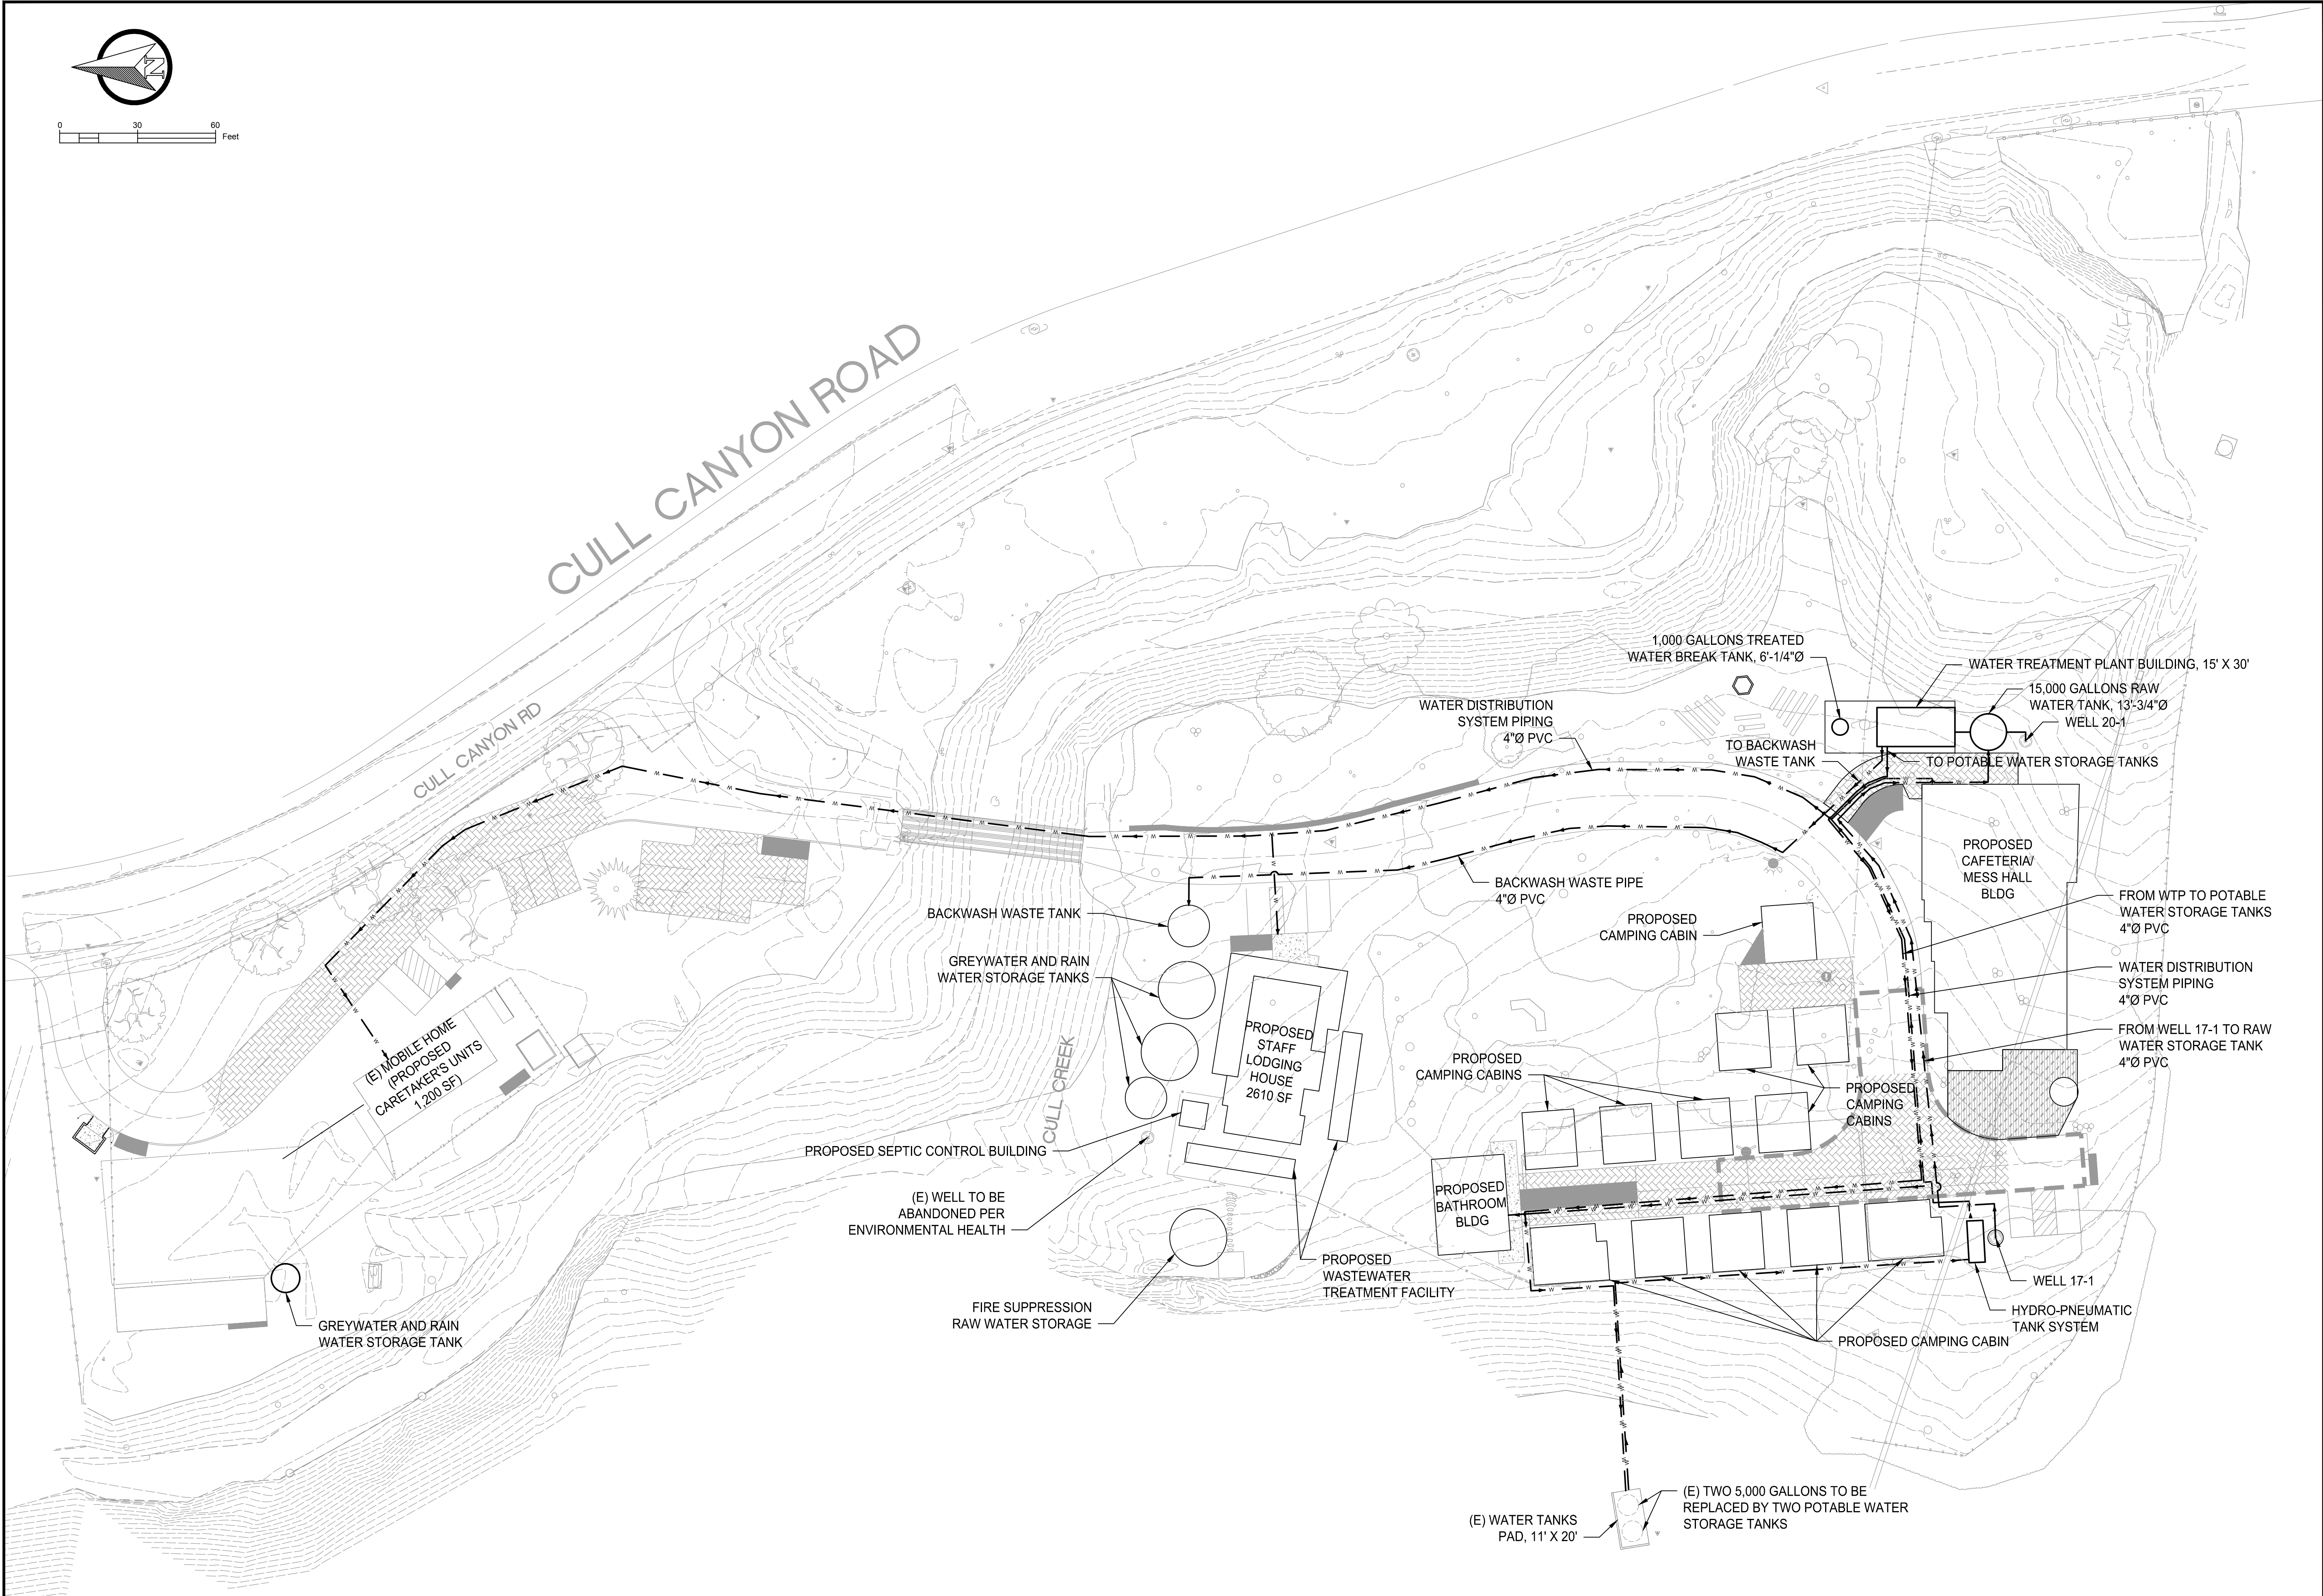 N
0 30 60
Feet
CULL CANYON ROAD
CULL CANYON RD
1,000 GALLONS TREATED
WATER BREAK TANK, 6'-1/4"Ø
WATER TREATMENT PLANT BUILDING, 15' X 30'
15,000 GALLONS RAW
WATER TANK, 13'-3/4"Ø
WELL 20-1
WATER DISTRIBUTION
SYSTEM PIPING
4"Ø PVC
TO BACKWASH
WASTE TANK
TO POTABLE WATER STORAGE TANKS
PROPOSED
CAFETERIA/
MESS HALL
BLDG
BACKWASH WASTE PIPE
4"Ø PVC
BACKWASH WASTE TANK
PROPOSED
CAMPING CABIN
FROM WTP TO POTABLE
WATER STORAGE TANKS
4"Ø PVC
GREYWATER AND RAIN
WATER STORAGE TANKS
WATER DISTRIBUTION
SYSTEM PIPING
4"Ø PVC
(E) MOBILE HOME
(PROPOSED
CARETAKER'S UNITS
1,200 SF)
PROPOSED
STAFF
LODGING
HOUSE
2610 SF
FROM WELL 17-1 TO RAW
WATER STORAGE TANK
4"Ø PVC
CULL CREEK
PROPOSED
CAMPING CABINS
PROPOSED
CAMPING
CABINS
PROPOSED SEPTIC CONTROL BUILDING
(E) WELL TO BE
ABANDONED PER
ENVIRONMENTAL HEALTH
PROPOSED
BATHROOM
BLDG
PROPOSED
WASTEWATER
TREATMENT FACILITY
WELL 17-1
FIRE SUPPRESSION
RAW WATER STORAGE
HYDRO-PNEUMATIC
TANK SYSTEM
GREYWATER AND RAIN
WATER STORAGE TANK
PROPOSED CAMPING CABIN
(E) TWO 5,000 GALLONS TO BE
REPLACED BY TWO POTABLE WATER
STORAGE TANKS
(E) WATER TANKS
PAD, 11' X 20'